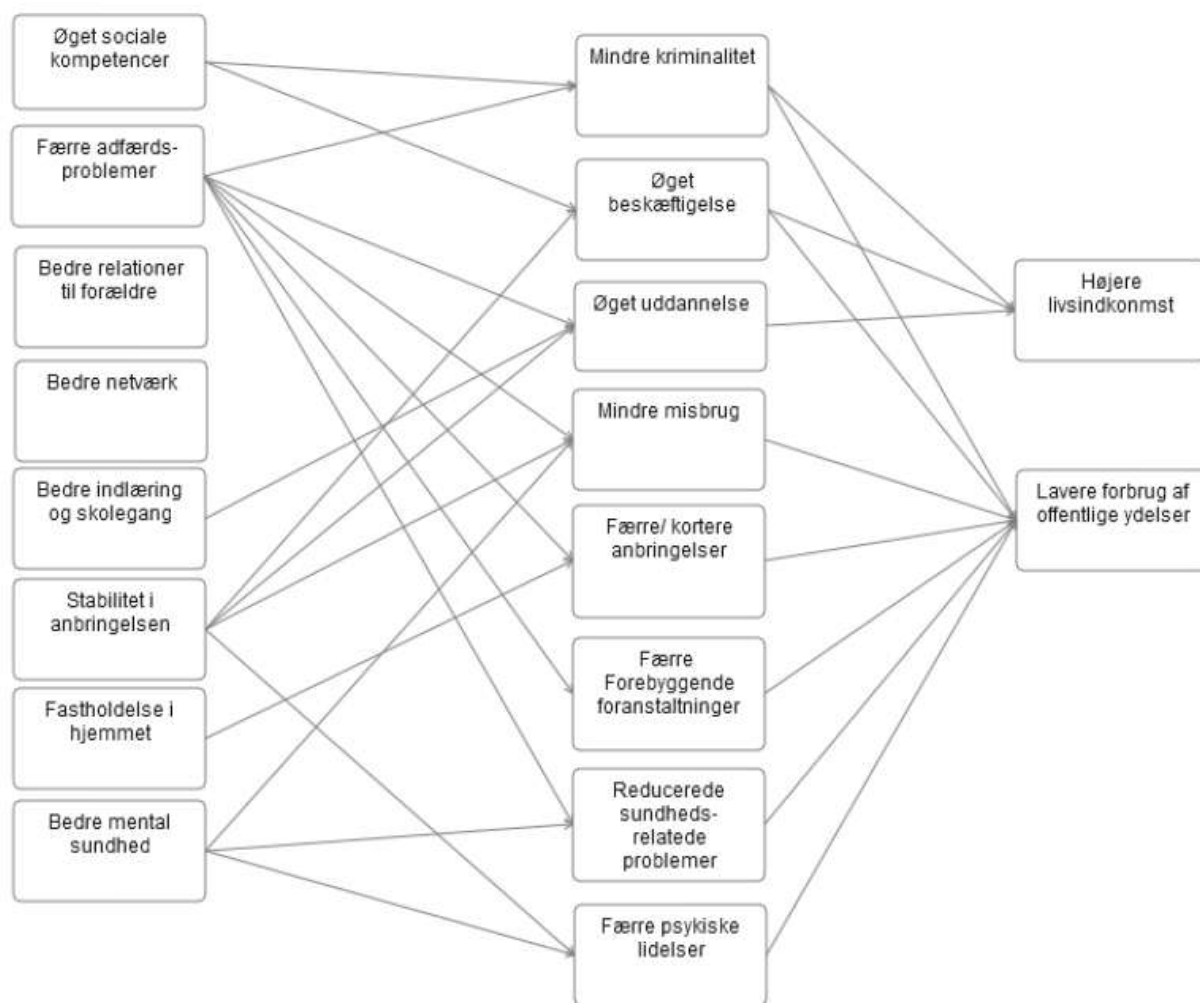 Øget sociale
kompetencer
Færre adfærds-
problemer
Bedre relationer
til forældre
Bedre netværk
Bedre indlæring
og skolegang
Stabilitet i
anbringelsen
Fastholdelse i
hjemmet
Bedre mental
sundhed
Mindre kriminalitet
Øget
beskæftigelse
Øget uddannelse
Mindre misbrug
Færre/ kortere
anbringelser
Færre
Forebyggende
foranstaltninger
Reducerede
sundheds-
relatede
problemer
Færre psykiske
lidelser
Højere
livsindkonmst
Lavere forbrug af
offentlige ydelser